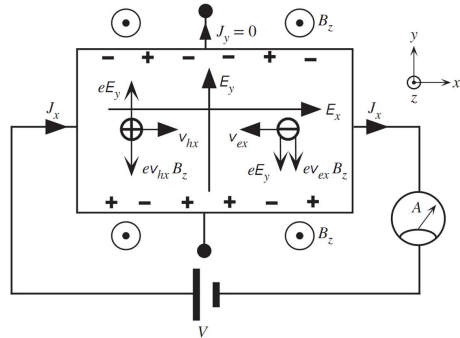 J_y = 0
B_z
− + − − + −
y
x
z
eE_y
E_y
E_x
J_x
J_x
v_hx
v_ex
ev_hx B_z
eE_y
ev_ex B_z
+ − + + − +
A
B_z
V